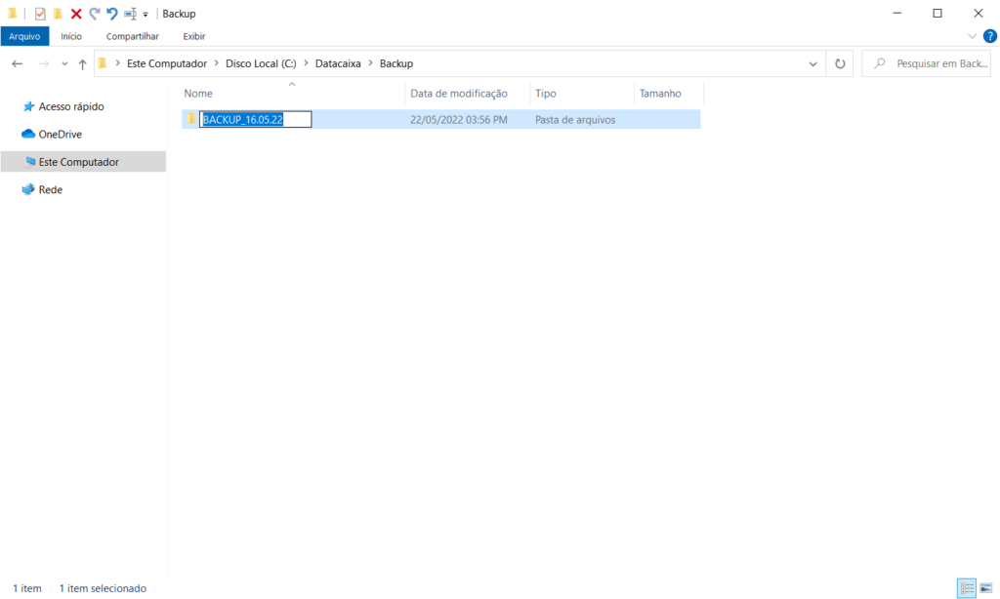 Backup
Arquivo Início Compartilhar Exibir
Este Computador Disco Local (C:) Datacaixa Backup Pesquisar em Back...
Nome Data de modificação Tipo Tamanho
BACKUP_16.05.22 22/05/2022 03:56 PM Pasta de arquivos
Acesso rápido
OneDrive
Este Computador
Rede
1 item 1 item selecionado